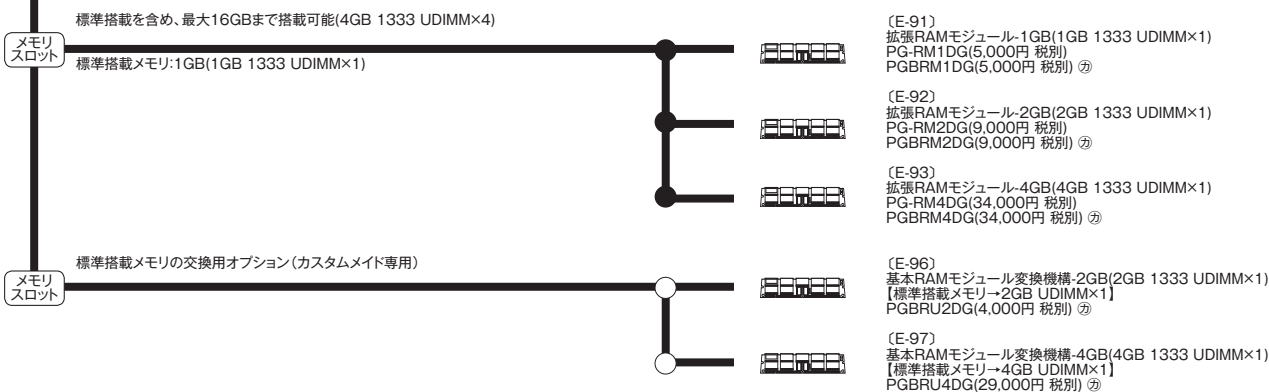 標準搭載を含め、最大16GBまで搭載可能(4GB 1333 UDIMM×4)
メモリ
スロット
標準搭載メモリ:1GB(1GB 1333 UDIMM×1)
〔E-91〕
拡張RAMモジュール-1GB(1GB 1333 UDIMM×1)
PG-RM1DG(5,000円 税別)
PGBRM1DG(5,000円 税別) ㋕
〔E-92〕
拡張RAMモジュール-2GB(2GB 1333 UDIMM×1)
PG-RM2DG(9,000円 税別)
PGBRM2DG(9,000円 税別) ㋕
〔E-93〕
拡張RAMモジュール-4GB(4GB 1333 UDIMM×1)
PG-RM4DG(34,000円 税別)
PGBRM4DG(34,000円 税別) ㋕
標準搭載メモリの交換用オプション(カスタムメイド専用)
メモリ
スロット
〔E-96〕
基本RAMモジュール変換機構-2GB(2GB 1333 UDIMM×1)
【標準搭載メモリ→2GB UDIMM×1】
PGBRU2DG(4,000円 税別) ㋕
〔E-97〕
基本RAMモジュール変換機構-4GB(4GB 1333 UDIMM×1)
【標準搭載メモリ→4GB UDIMM×1】
PGBRU4DG(29,000円 税別) ㋕